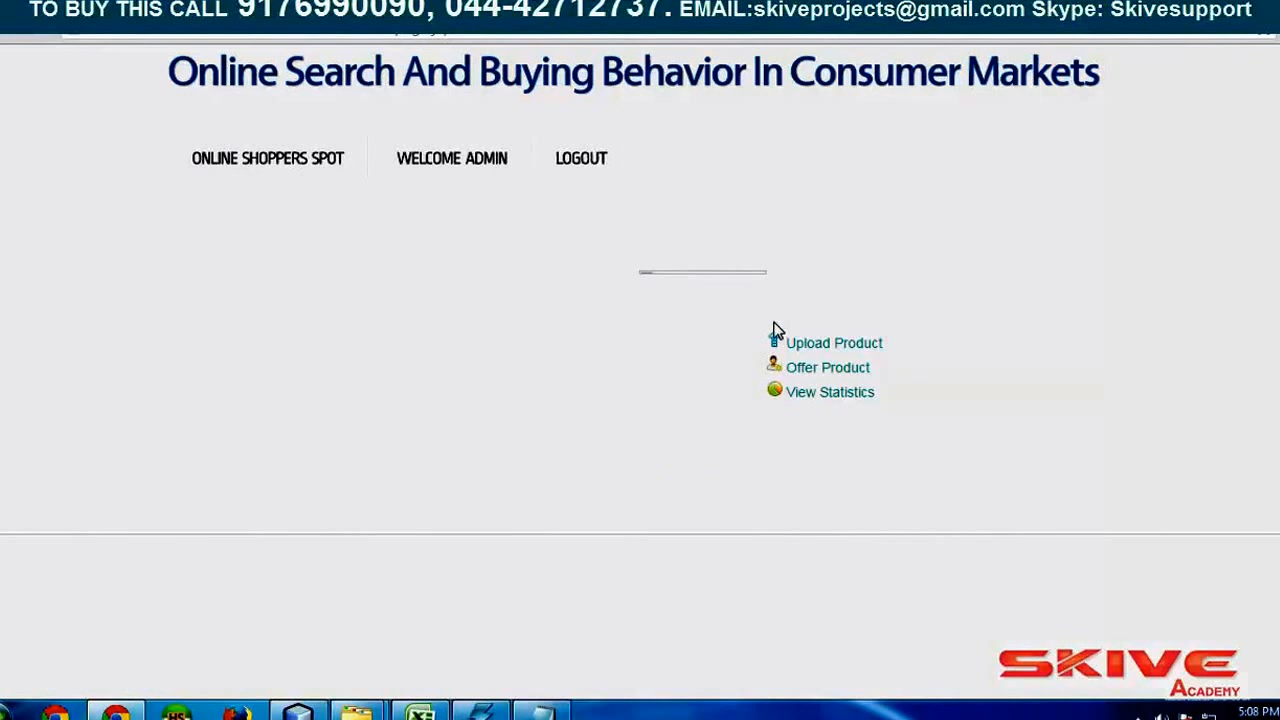 TO BUY THIS CALL 9176990090, 044-42712737. EMAIL:skiveprojects@gmail.com Skype: Skivesupport
Online Search And Buying Behavior In Consumer Markets
ONLINE SHOPPERS SPOT WELCOME ADMIN LOGOUT
Upload Product
Offer Product
View Statistics
SKIVE
ACADEMY
5:08 PM